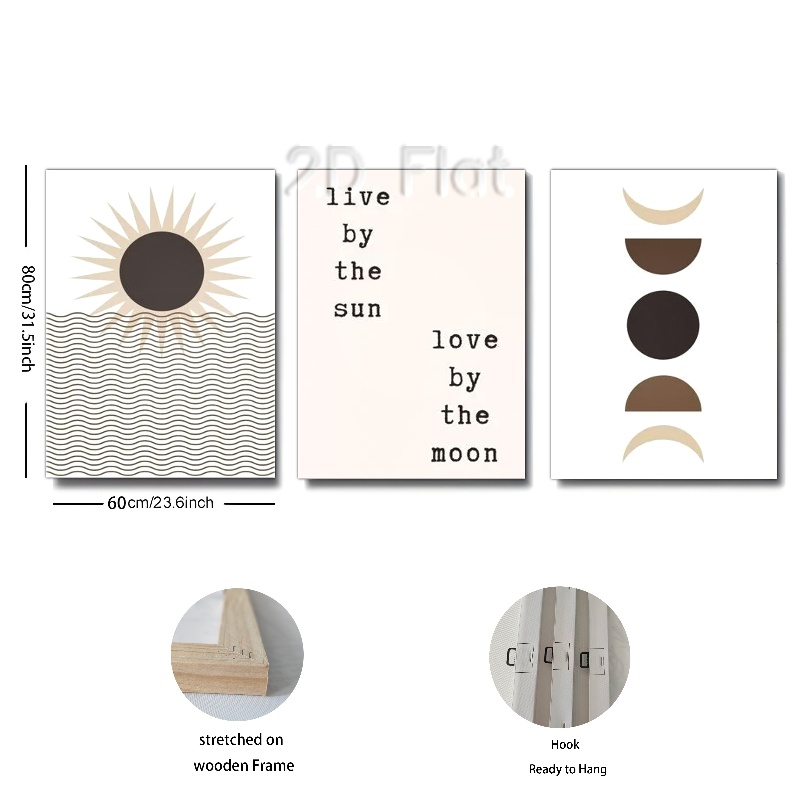 2D Flat
live
by
the
sun
love
by
the
moon
80cm/31.5inch
60cm/23.6inch
stretched on
wooden Frame
Hook
Ready to Hang